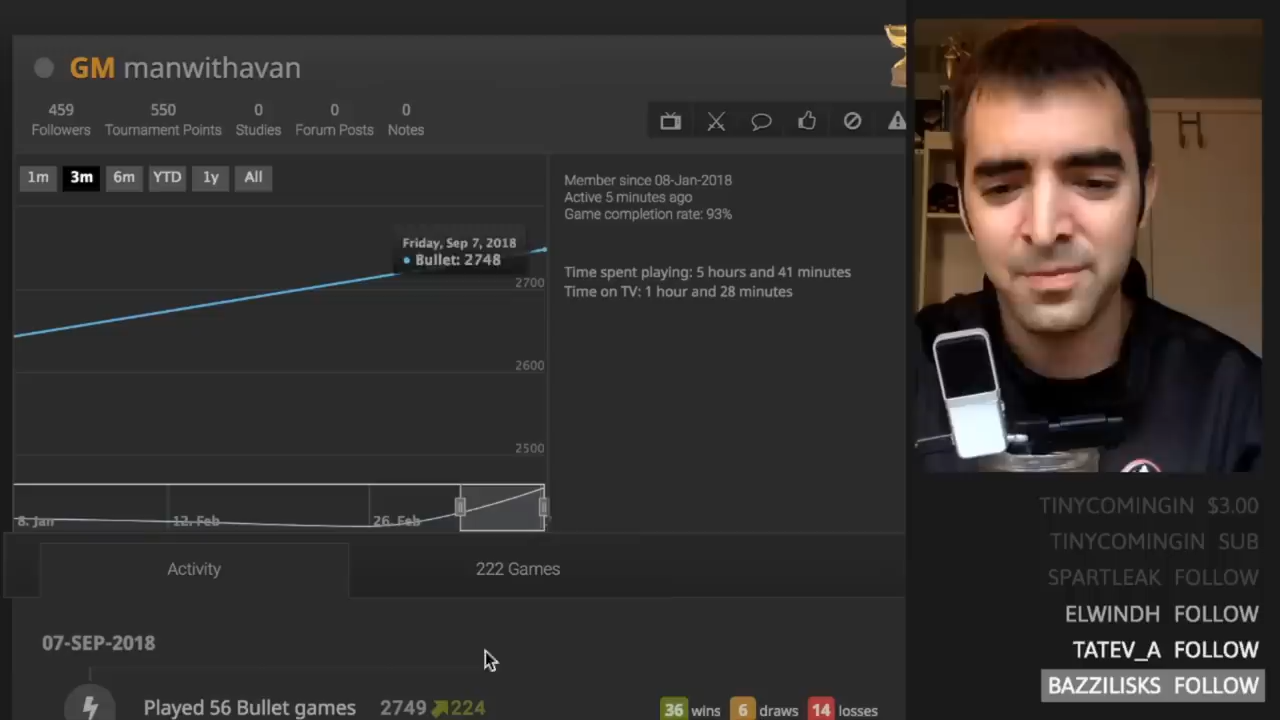 GM manwithavan
459 550 0 0 0
Followers Tournament Points Studies Forum Posts Notes
1m 3m 6m YTD 1y All
Member since 08-Jan-2018
Active 5 minutes ago
Game completion rate: 93%
Friday, Sep 7, 2018
Bullet: 2748
Time spent playing: 5 hours and 41 minutes
Time on TV: 1 hour and 28 minutes
2700
2600
2500
8. Jan 12. Feb 26. Feb
Activity 222 Games
07-SEP-2018
Played 56 Bullet games 2749 224 36 wins 6 draws 14 losses
TINYCOMINGIN $3.00
TINYCOMINGIN SUB
SPARTLEAK FOLLOW
ELWINDH FOLLOW
TATEV_A FOLLOW
BAZZILISKS FOLLOW